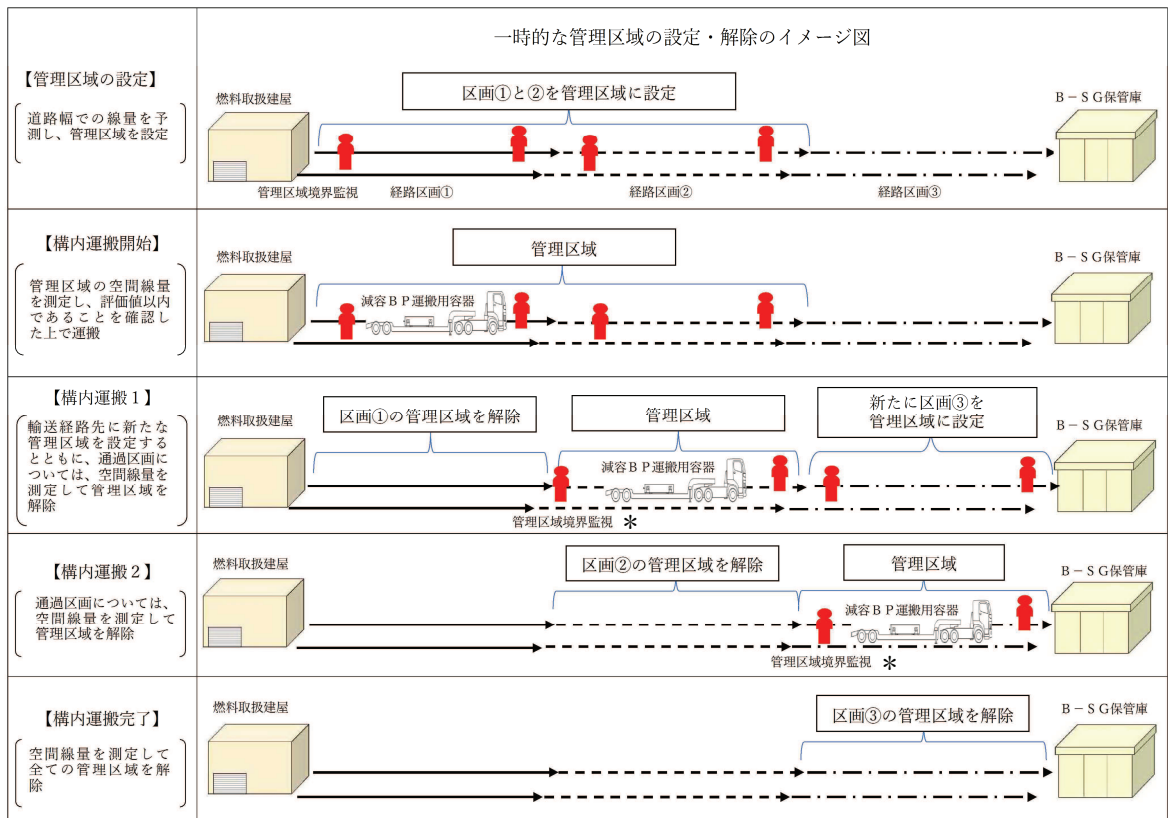 一時的な管理区域の設定・解除のイメージ図
【管理区域の設定】
道路幅での線量を予
測し、管理区域を設定
燃料取扱建屋
区画①と②を管理区域に設定
B－SG保管庫
管理区域境界監視
経路区画①
経路区画②
経路区画③
【構内運搬開始】
管理区域の空間線量
を測定し、評価値以内
であることを確認し
た上で運搬
燃料取扱建屋
管理区域
減容BP運搬用容器
B－SG保管庫
【構内運搬1】
輸送経路先に新たな
管理区域を設定する
とともに、通過区画に
ついては、空間線量を
測定して管理区域を
解除
燃料取扱建屋
区画①の管理区域を解除
管理区域
新たに区画③を
管理区域に設定
減容BP運搬用容器
B－SG保管庫
管理区域境界監視 ＊
【構内運搬2】
通過区画については、
空間線量を測定して
管理区域を解除
燃料取扱建屋
区画②の管理区域を解除
管理区域
減容BP運搬用容器
B－SG保管庫
管理区域境界監視 ＊
【構内運搬完了】
空間線量を測定して
全ての管理区域を解
除
燃料取扱建屋
区画③の管理区域を解除
B－SG保管庫